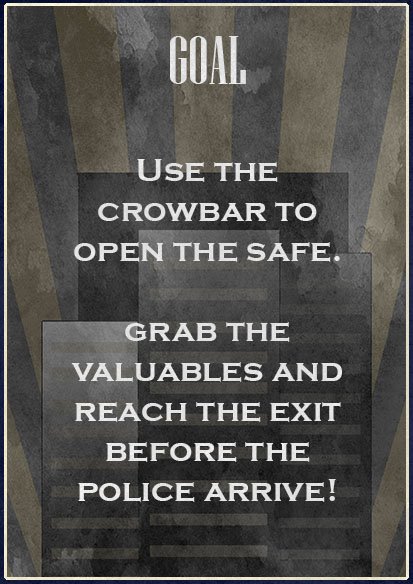 GOAL
USE THE
CROWBAR TO
OPEN THE SAFE.
GRAB THE
VALUABLES AND
REACH THE EXIT
BEFORE THE
POLICE ARRIVE!